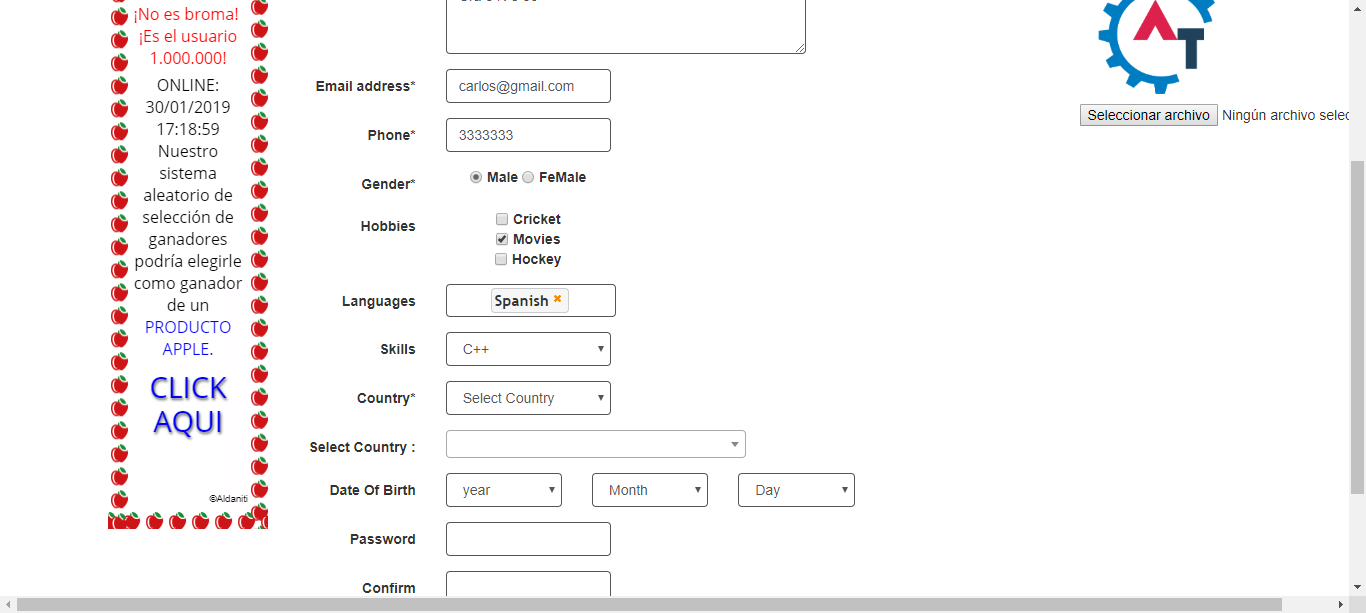 ¡No es broma!
¡Es el usuario
1.000.000!
ONLINE:
30/01/2019
17:18:59
Nuestro
sistema
aleatorio de
selección de
ganadores
podría elegirle
como ganador
de un
PRODUCTO
APPLE.
CLICK
AQUI
©Aldaniti
Email address* carlos@gmail.com
Phone* 3333333
Gender* Male FeMale
Hobbies Cricket
Movies
Hockey
Languages Spanish
Skills C++
Country* Select Country
Select Country :
Date Of Birth year Month Day
Password
Confirm
AT
Seleccionar archivo Ningún archivo selec